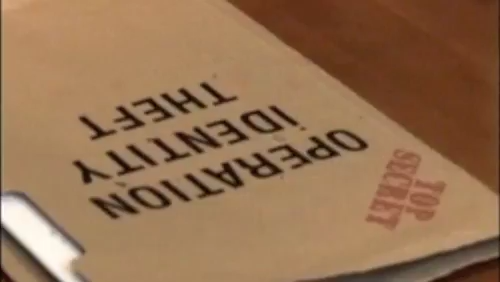 OPERATION
iDENTITY
THEFT
TOP
SECRET